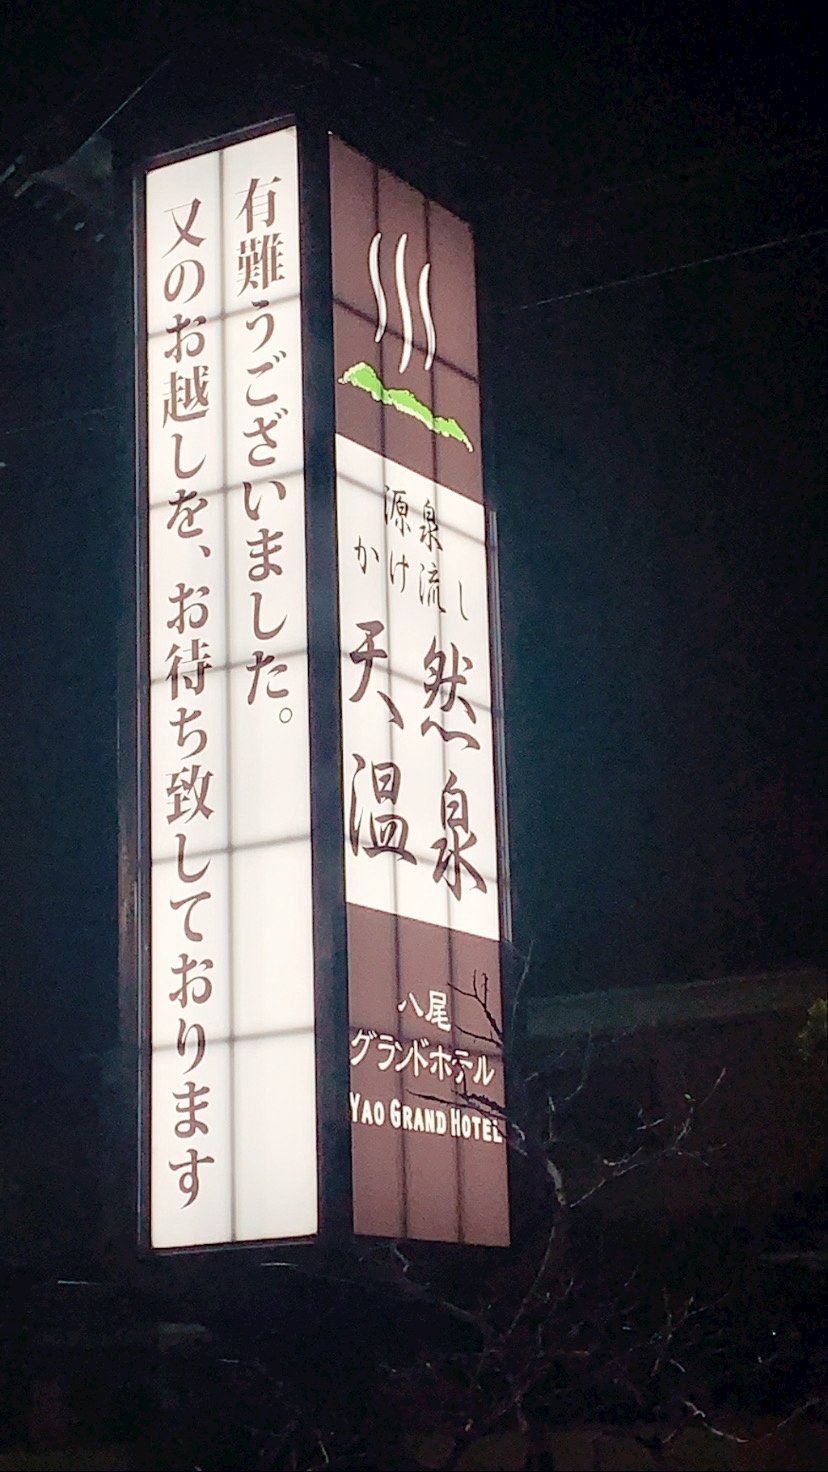 有難うございました。
又のお越しを、お待ち致しております
源泉
かけ流し
天然
温泉
八尾
グランドホテル
YAO GRAND HOTEL